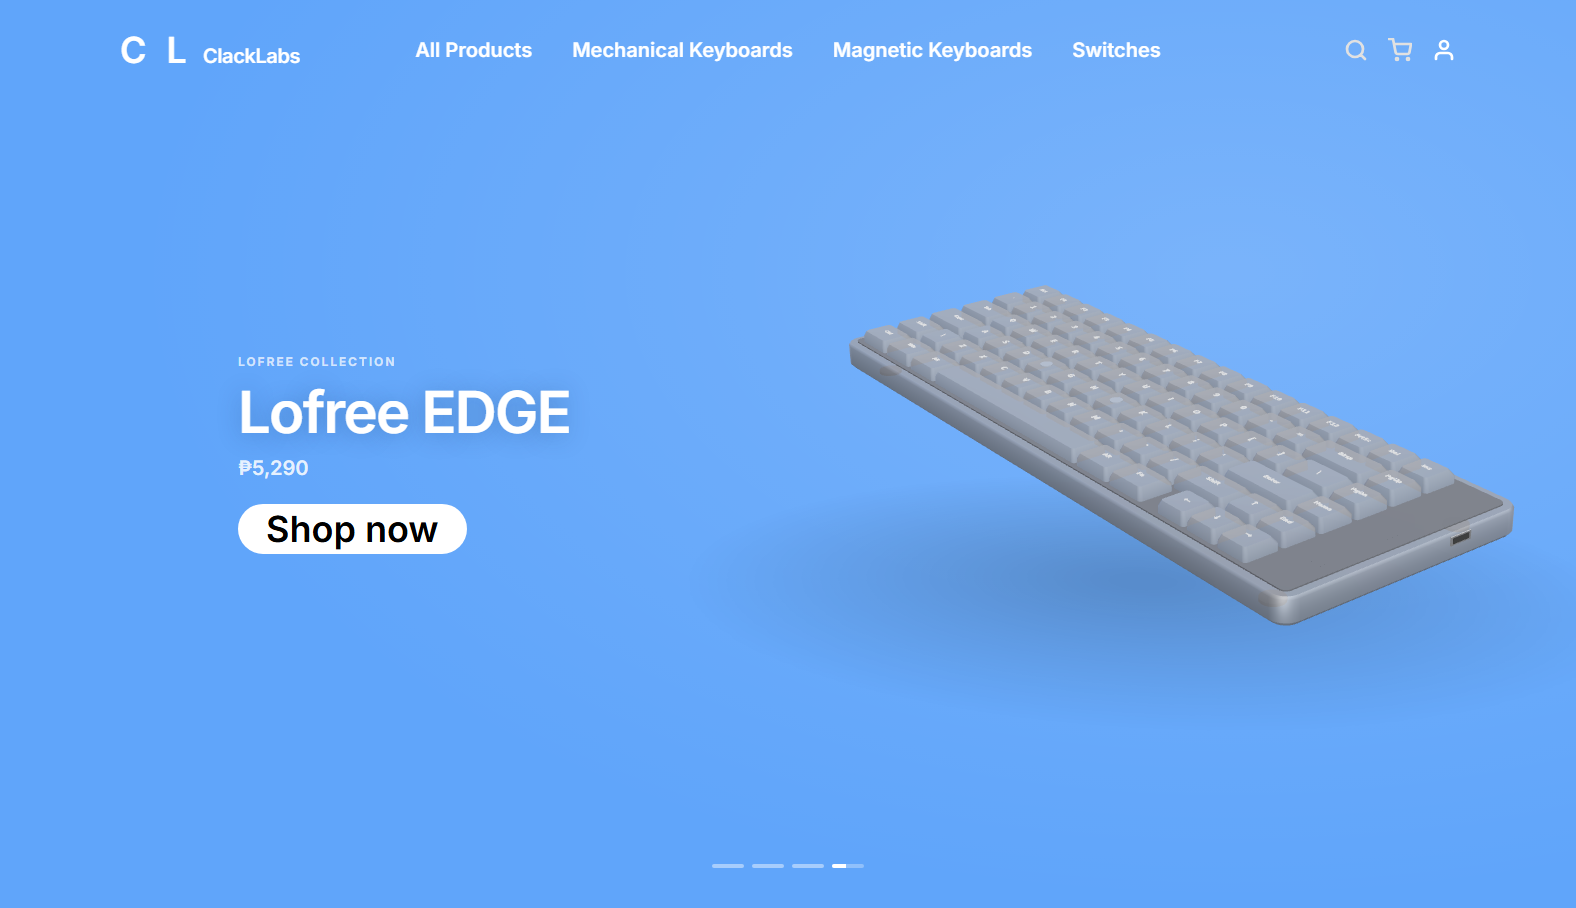 C L ClackLabs
All Products
Mechanical Keyboards
Magnetic Keyboards
Switches
LOFREE COLLECTION
Lofree EDGE
₱5,290
Shop now